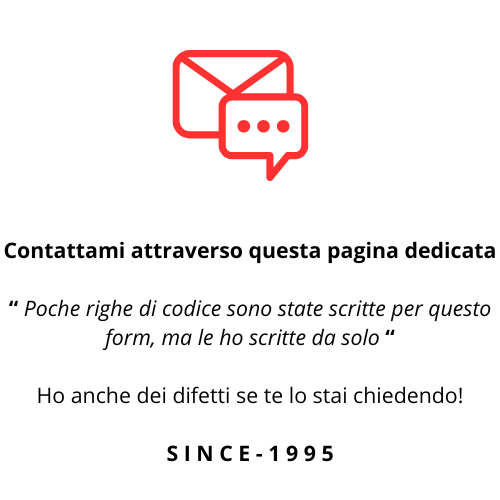 Contattami attraverso questa pagina dedicata
“ Poche righe di codice sono state scritte per questo
form, ma le ho scritte da solo “
Ho anche dei difetti se te lo stai chiedendo!
SINCE-1995